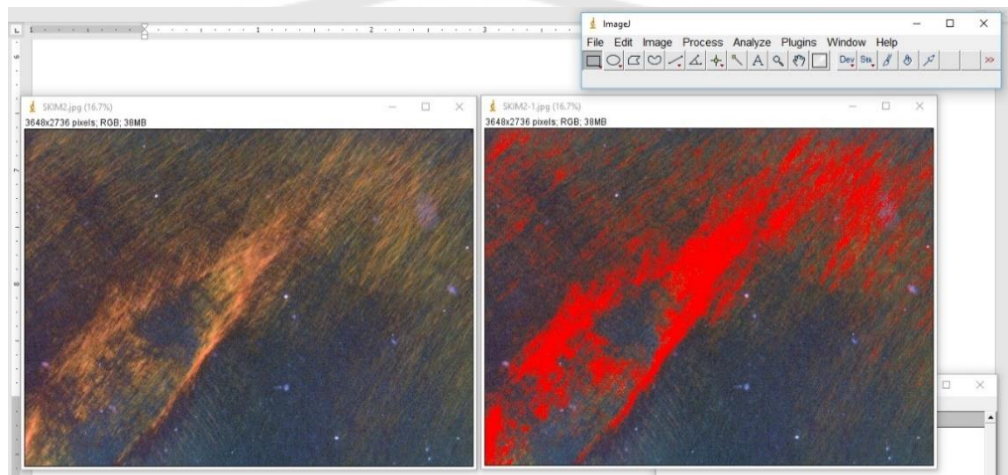 ImageJ
File Edit Image Process Analyze Plugins Window Help
Dev Stk
>>
SKIM2.jpg (16.7%)
3648x2736 pixels; RGB; 38MB
SKIM2-1.jpg (16.7%)
3648x2736 pixels; RGB; 38MB